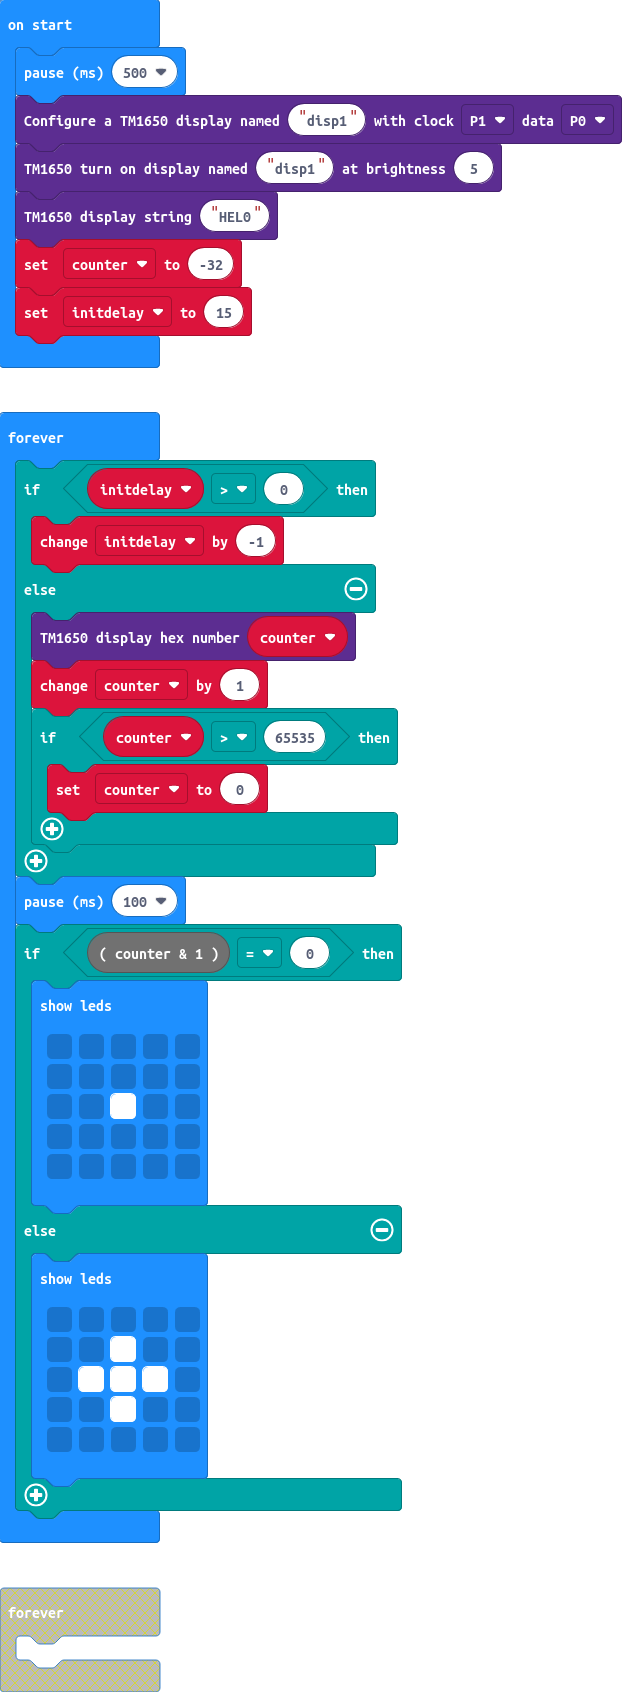 on start
pause (ms) 500
Configure a TM1650 display named "disp1" with clock P1 data P0
TM1650 turn on display named "disp1" at brightness 5
TM1650 display string "HEL0"
set counter to -32
set initdelay to 15
forever
if initdelay > 0 then
change initdelay by -1
else
TM1650 display hex number counter
change counter by 1
if counter > 65535 then
set counter to 0
pause (ms) 100
if ( counter & 1 ) = 0 then
show leds
else
show leds
forever